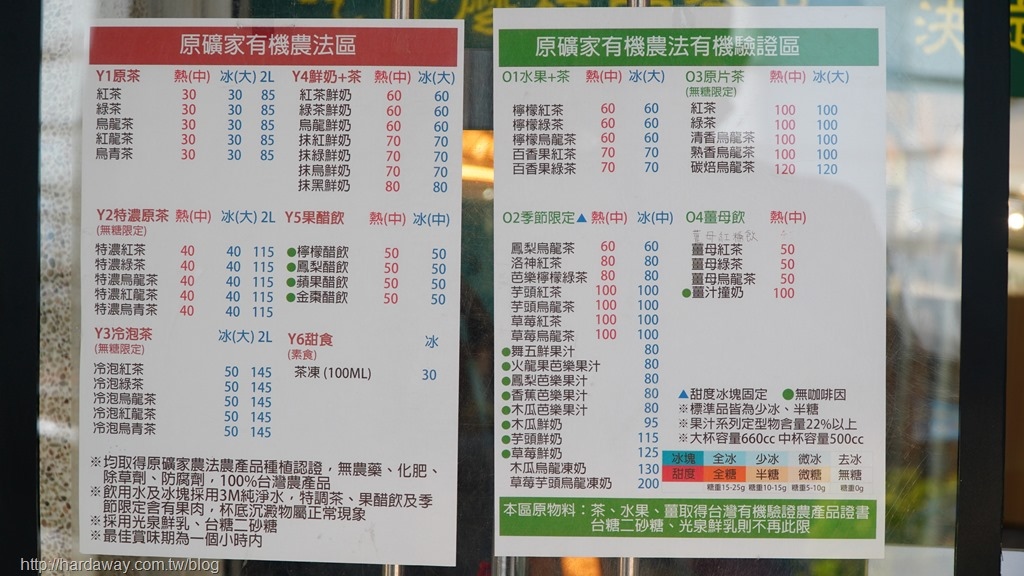 決定
原礦家有機農法區
Y1原茶 熱(中) 冰(大) 2L
紅茶 30 30 85
綠茶 30 30 85
烏龍茶 30 30 85
紅龍茶 30 30 85
烏青茶 30 30 85
Y4鮮奶+茶 熱(中) 冰(大)
紅茶鮮奶 60 60
綠茶鮮奶 60 60
烏龍鮮奶 60 60
抹紅鮮奶 70 70
抹綠鮮奶 70 70
抹烏鮮奶 70 70
抹黑鮮奶 80 80
Y2特濃原茶 熱(中) 冰(大) 2L
(無糖限定)
特濃紅茶 40 40 115
特濃綠茶 40 40 115
特濃烏龍茶 40 40 115
特濃紅龍茶 40 40 115
特濃烏青茶 40 40 115
Y5果醋飲 熱(中) 冰(中)
●檸檬醋飲 50 50
●鳳梨醋飲 50 50
●蘋果醋飲 50 50
●金棗醋飲 50 50
Y3冷泡茶 冰(大) 2L
(無糖限定)
冷泡紅茶 50 145
冷泡綠茶 50 145
冷泡烏龍茶 50 145
冷泡紅龍茶 50 145
冷泡烏青茶 50 145
Y6甜食 冰
(素食)
茶凍 (100ML) 30
※均取得原礦家農法農產品種植認證，無農藥、化肥、
除草劑、防腐劑，100%台灣農產品
※飲用水及冰塊採用3M純淨水，特調茶、果醋飲及季
節限定含有果肉，杯底沉澱物屬正常現象
※採用光泉鮮乳、台糖二砂糖
※最佳賞味期為一個小時內
原礦家有機農法有機驗證區
O1水果+茶 熱(中) 冰(大)
檸檬紅茶 60 60
檸檬綠茶 60 60
檸檬烏龍茶 60 60
百香果紅茶 70 70
百香果綠茶 70 70
O3原片茶 熱(中) 冰(大)
(無糖限定)
紅茶 100 100
綠茶 100 100
清香烏龍茶 100 100
熟香烏龍茶 100 100
碳焙烏龍茶 120 120
O2季節限定▲ 熱(中) 冰(中)
鳳梨烏龍茶 60 60
洛神紅茶 80 80
芭樂檸檬綠茶 80 80
芋頭紅茶 100 100
芋頭烏龍茶 100 100
草莓紅茶 100 100
草莓烏龍茶 100 100
●舞五鮮果汁 80
●火龍果芭樂果汁 80
●鳳梨芭樂果汁 80
●香蕉芭樂果汁 80
●木瓜芭樂果汁 80
●木瓜鮮奶 95
●芋頭鮮奶 115
●草莓鮮奶 125
木瓜烏龍凍奶 130
草莓芋頭烏龍凍奶 200
O4薑母飲 熱(中)
薑母紅糖飲
薑母紅茶 50
薑母綠茶 50
薑母烏龍茶 50
●薑汁撞奶 100
▲甜度冰塊固定 ●無咖啡因
※標準品皆為少冰、半糖
※果汁系列定型物含量22%以上
※大杯容量660cc 中杯容量500cc
冰塊 全冰 少冰 微冰 去冰
甜度 全糖 半糖 微糖 無糖
糖重15-25g 糖重10-15g 糖重5-10g 糖重0g
本區原物料：茶、水果、薑取得台灣有機驗證農產品證書
台糖二砂糖、光泉鮮乳則不再此限
http://hardaway.com.tw/blog